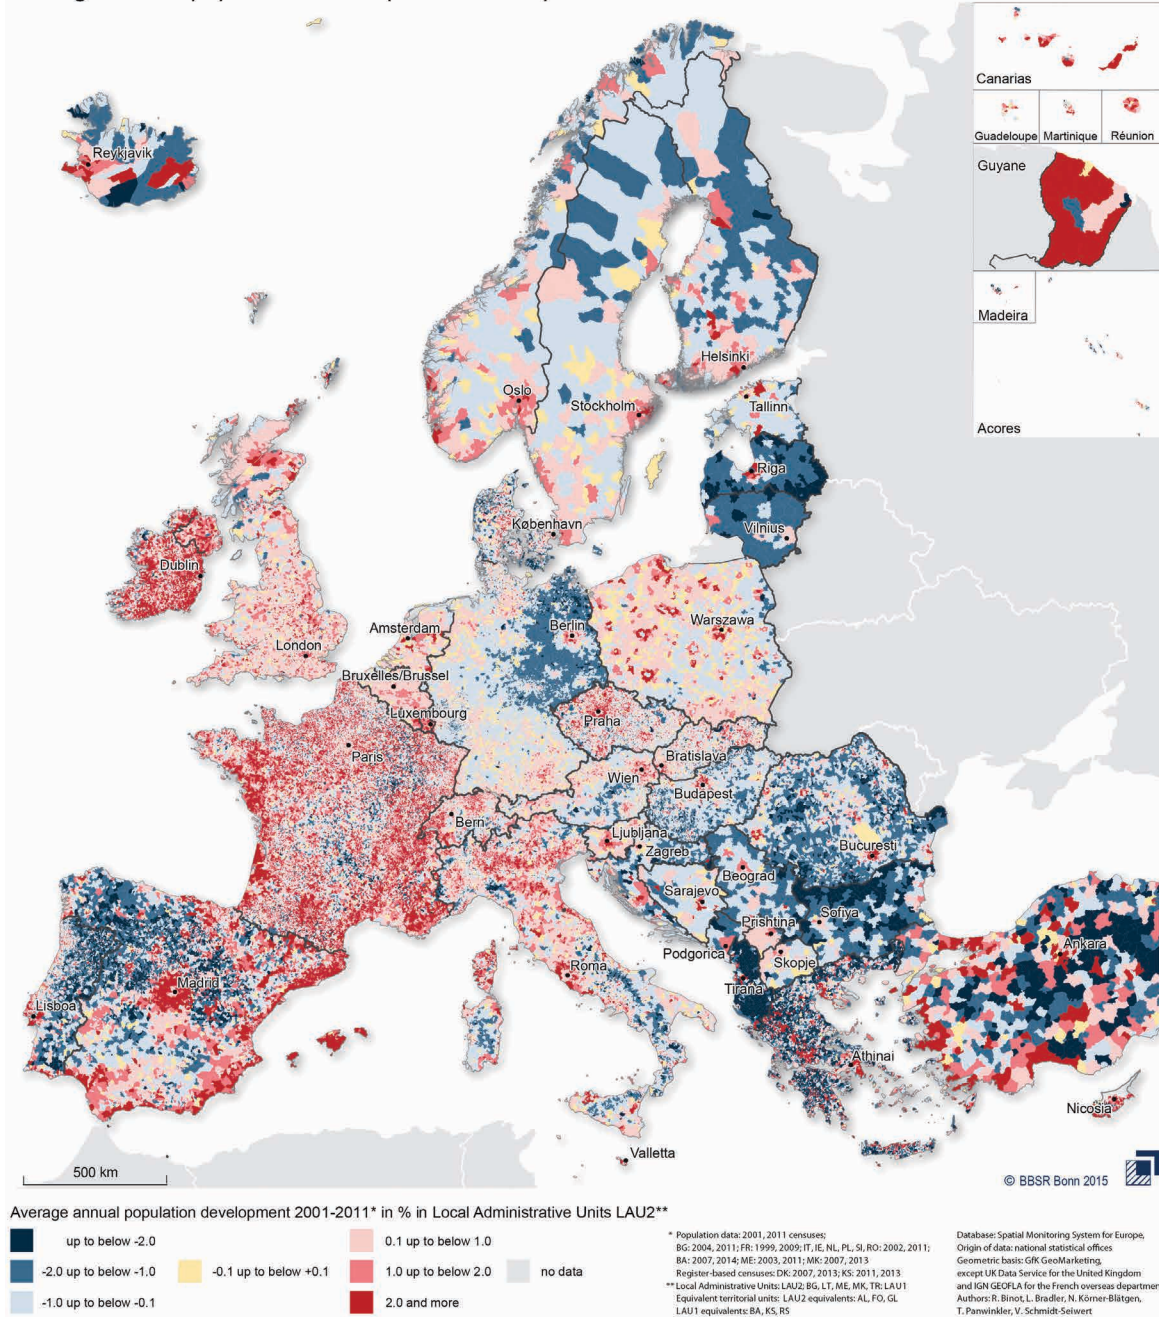 Reykjavik
Canarias
Guadeloupe
Martinique
Réunion
Guyane
Madeira
Acores
Helsinki
Oslo
Stockholm
Tallinn
Riga
København
Vilnius
Dublin
Amsterdam
Berlin
Warszawa
London
Bruxelles/Brussel
Luxembourg
Praha
Paris
Bratislava
Wien
Budapest
Bern
Ljubljana
Zagreb
Bucuresti
Beograd
Sarajevo
Prishtina
Sofiya
Podgorica
Skopje
Ankara
Roma
Tirana
Madrid
Lisboa
Athinai
Nicosia
Valletta
500 km
© BBSR Bonn 2015
Average annual population development 2001-2011* in % in Local Administrative Units LAU2**
up to below -2.0
-2.0 up to below -1.0
-1.0 up to below -0.1
-0.1 up to below +0.1
0.1 up to below 1.0
1.0 up to below 2.0
2.0 and more
no data
* Population data: 2001, 2011 censuses;
BG: 2004, 2011; FR: 1999, 2009; IT, IE, NL, PL, SI, RO: 2002, 2011;
BA: 2007, 2014; ME: 2003, 2011; MK: 2007, 2013
Register-based censuses: DK: 2007, 2013; KS: 2011, 2013
** Local Administrative Units: LAU2; BG, LT, ME, MK, TR: LAU1
Equivalent territorial units: LAU2 equivalents: AL, FO, GL
LAU1 equivalents: BA, KS, RS
Database: Spatial Monitoring System for Europe,
Origin of data: national statistical offices
Geometric basis: GfK GeoMarketing,
except UK Data Service for the United Kingdom
and IGN GEOFLA for the French overseas departmen
Authors: R. Binot, L. Bradler, N. Körner-Blätgen,
T. Panwinkler, V. Schmidt-Seiwert